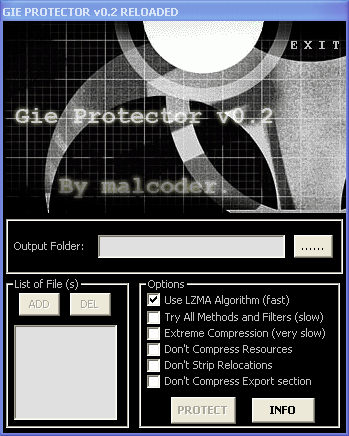 GIE PROTECTOR v0.2 RELOADED
EXIT
Gie Protector v0.2
By malcoder.
Output Folder:
......
List of File (s)
ADD DEL
Options
Use LZMA Algorithm (fast)
Try All Methods and Filters (slow)
Extreme Compression (very slow)
Don't Compress Resources
Don't Strip Relocations
Don't Compress Export section
PROTECT INFO